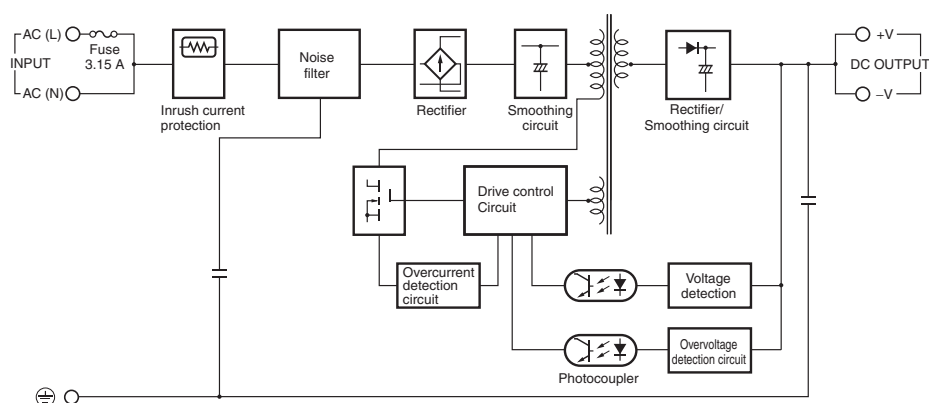 AC (L)
Fuse
3.15 A
INPUT
AC (N)
Inrush current
protection
Noise
filter
Rectifier
Smoothing
circuit
Rectifier/
Smoothing circuit
+V
DC OUTPUT
–V
Drive control
Circuit
Overcurrent
detection
circuit
Voltage
detection
Overvoltage
detection circuit
Photocoupler